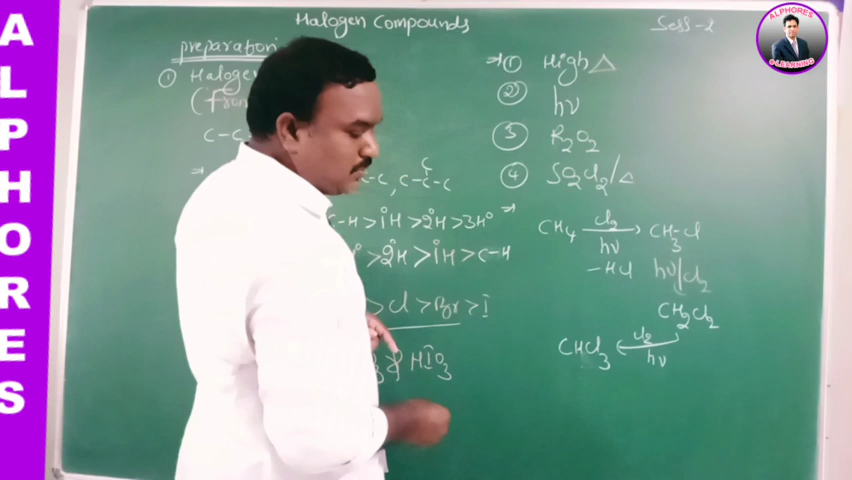 ALPHORES
Halogen Compounds
Sess-2
ALPHORES
e-LEARNING
preparation
① Halogen
(from
C-C
⇒
C-C, C-C-C
C
C-H > 1°H > 2°H > 3°H ⇒
> 2°H > 1°H > C-H
> Cl > Br > I
HIO₃
⇒ ① High △
② hν
③ R₂O₂
④ SO₂Cl₂/△
CH₄ Cl₂ hν → CH₃-Cl
-HCl hν/Cl₂
CH₂Cl₂
CHCl₃ ← Cl₂ hν